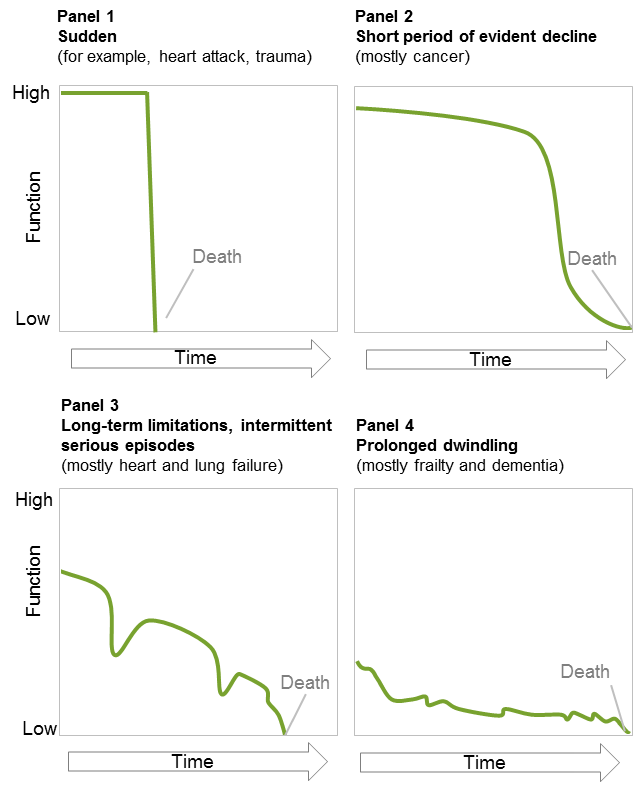 Panel 1
Sudden
(for example, heart attack, trauma)
High
Function
Low
Death
Time
Panel 2
Short period of evident decline
(mostly cancer)
Death
Time
Panel 3
Long-term limitations, intermittent
serious episodes
(mostly heart and lung failure)
High
Function
Low
Death
Time
Panel 4
Prolonged dwindling
(mostly frailty and dementia)
Death
Time